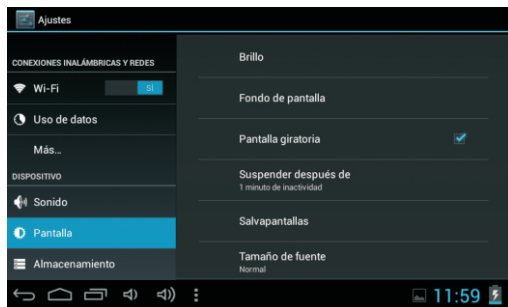 Ajustes
CONEXIONES INALÁMBRICAS Y REDES
Wi-Fi SÍ
Uso de datos
Más...
DISPOSITIVO
Sonido
Pantalla
Almacenamiento
Brillo
Fondo de pantalla
Pantalla giratoria
Suspender después de
1 minuto de inactividad
Salvapantallas
Tamaño de fuente
Normal
11:59